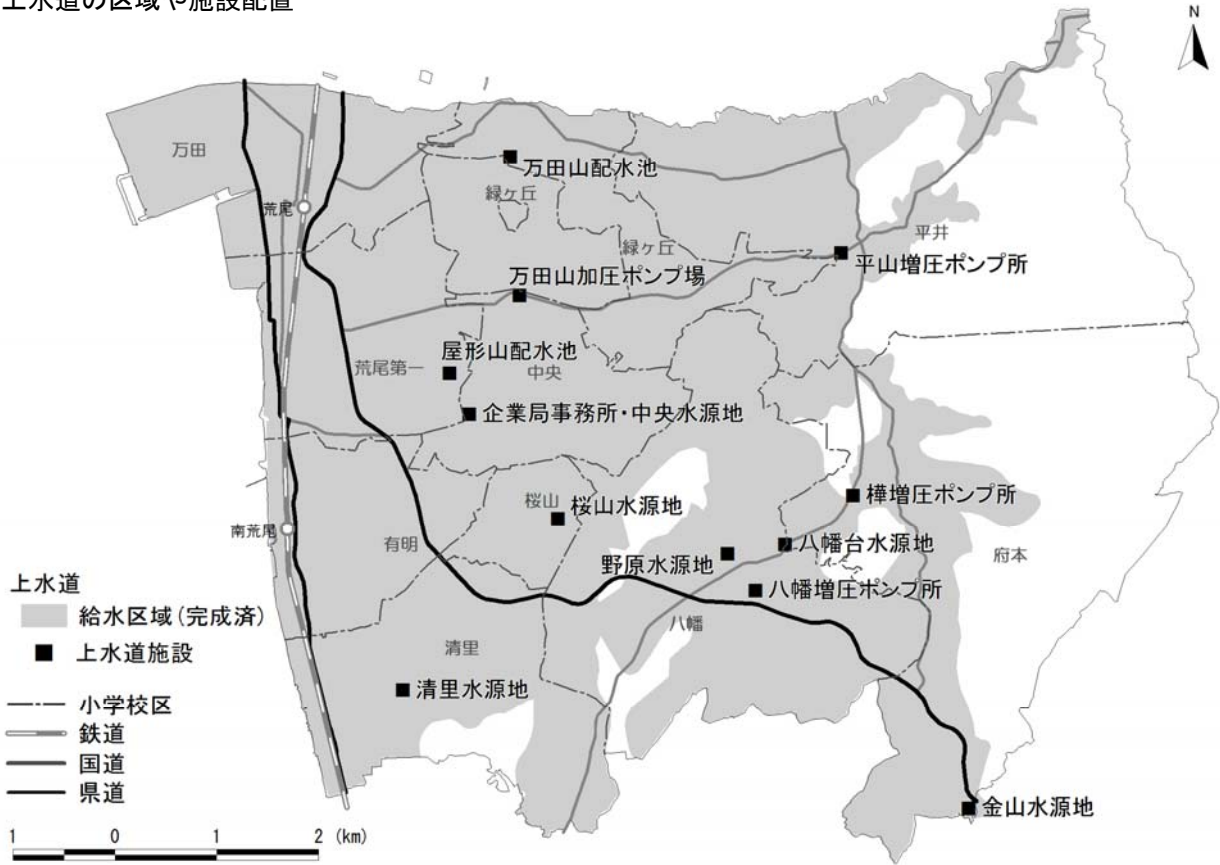 上水道の区域や施設配置
N
万田
万田山配水池
緑ヶ丘
荒尾
緑ヶ丘
平井
平山増圧ポンプ所
万田山加圧ポンプ場
屋形山配水池
荒尾第一
中央
企業局事務所・中央水源地
桜山
桜山水源地
樺増圧ポンプ所
南荒尾
有明
八幡台水源地
野原水源地
府本
八幡増圧ポンプ所
八幡
清里
清里水源地
金山水源地
上水道
給水区域(完成済)
上水道施設
小学校区
鉄道
国道
県道
1 0 1 2 (km)